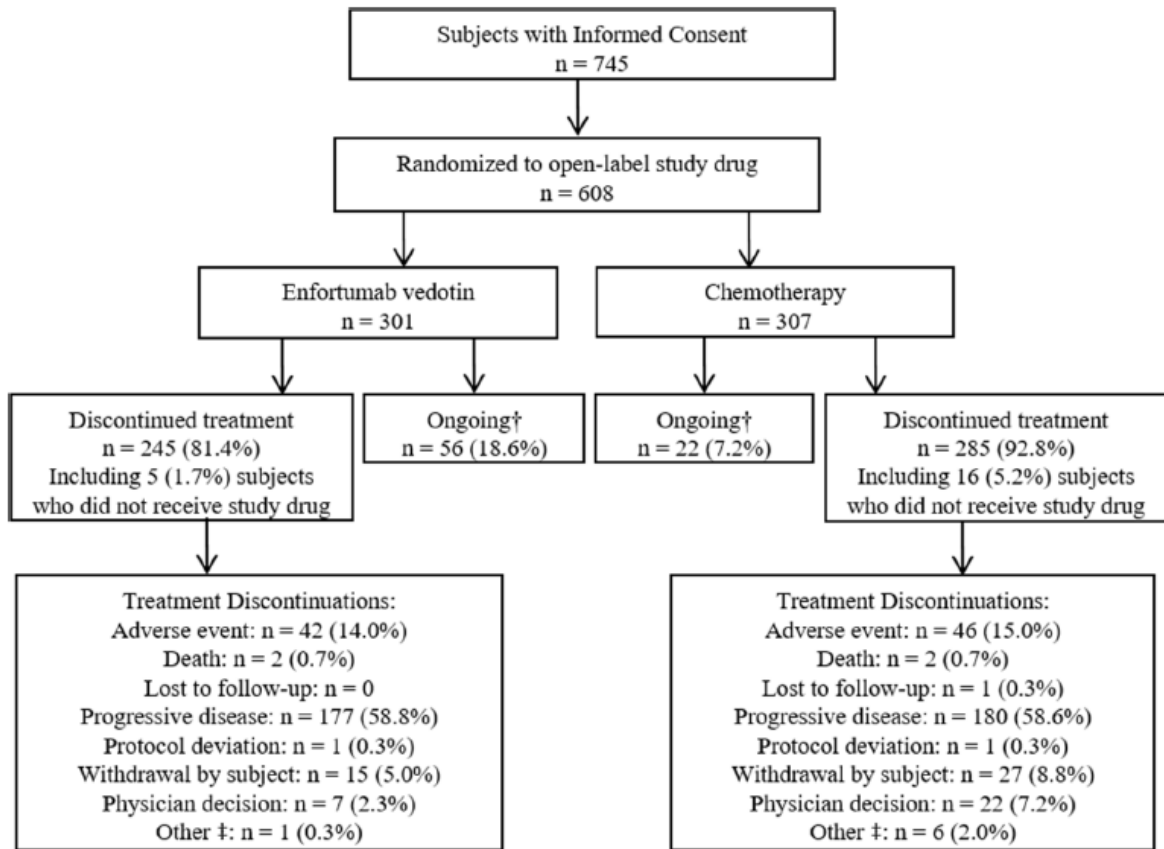 Subjects with Informed Consent
n = 745
Randomized to open-label study drug
n = 608
Enfortumab vedotin
n = 301
Chemotherapy
n = 307
Discontinued treatment
n = 245 (81.4%)
Including 5 (1.7%) subjects
who did not receive study drug
Ongoing†
n = 56 (18.6%)
Ongoing†
n = 22 (7.2%)
Discontinued treatment
n = 285 (92.8%)
Including 16 (5.2%) subjects
who did not receive study drug
Treatment Discontinuations:
Adverse event: n = 42 (14.0%)
Death: n = 2 (0.7%)
Lost to follow-up: n = 0
Progressive disease: n = 177 (58.8%)
Protocol deviation: n = 1 (0.3%)
Withdrawal by subject: n = 15 (5.0%)
Physician decision: n = 7 (2.3%)
Other ‡: n = 1 (0.3%)
Treatment Discontinuations:
Adverse event: n = 46 (15.0%)
Death: n = 2 (0.7%)
Lost to follow-up: n = 1 (0.3%)
Progressive disease: n = 180 (58.6%)
Protocol deviation: n = 1 (0.3%)
Withdrawal by subject: n = 27 (8.8%)
Physician decision: n = 22 (7.2%)
Other ‡: n = 6 (2.0%)